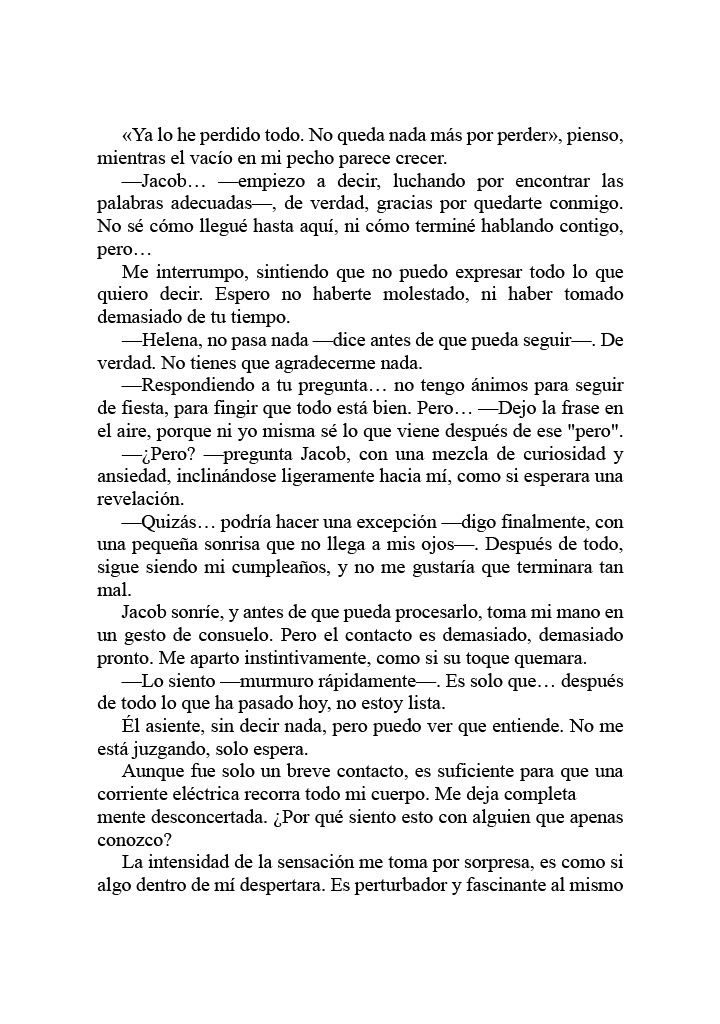 «Ya lo he perdido todo. No queda nada más por perder», pienso,
mientras el vacío en mi pecho parece crecer.
—Jacob… —empiezo a decir, luchando por encontrar las
palabras adecuadas—, de verdad, gracias por quedarte conmigo.
No sé cómo llegué hasta aquí, ni cómo terminé hablando contigo,
pero…
Me interrumpo, sintiendo que no puedo expresar todo lo que
quiero decir. Espero no haberte molestado, ni haber tomado
demasiado de tu tiempo.
—Helena, no pasa nada —dice antes de que pueda seguir—. De
verdad. No tienes que agradecerme nada.
—Respondiendo a tu pregunta… no tengo ánimos para seguir
de fiesta, para fingir que todo está bien. Pero… —Dejo la frase en
el aire, porque ni yo misma sé lo que viene después de ese "pero".
—¿Pero? —pregunta Jacob, con una mezcla de curiosidad y
ansiedad, inclinándose ligeramente hacia mí, como si esperara una
revelación.
—Quizás… podría hacer una excepción —digo finalmente, con
una pequeña sonrisa que no llega a mis ojos—. Después de todo,
sigue siendo mi cumpleaños, y no me gustaría que terminara tan
mal.
Jacob sonríe, y antes de que pueda procesarlo, toma mi mano en
un gesto de consuelo. Pero el contacto es demasiado, demasiado
pronto. Me aparto instintivamente, como si su toque quemara.
—Lo siento —murmuro rápidamente—. Es solo que… después
de todo lo que ha pasado hoy, no estoy lista.
Él asiente, sin decir nada, pero puedo ver que entiende. No me
está juzgando, solo espera.
Aunque fue solo un breve contacto, es suficiente para que una
corriente eléctrica recorra todo mi cuerpo. Me deja completa
mente desconcertada. ¿Por qué siento esto con alguien que apenas
conozco?
La intensidad de la sensación me toma por sorpresa, es como si
algo dentro de mí despertara. Es perturbador y fascinante al mismo